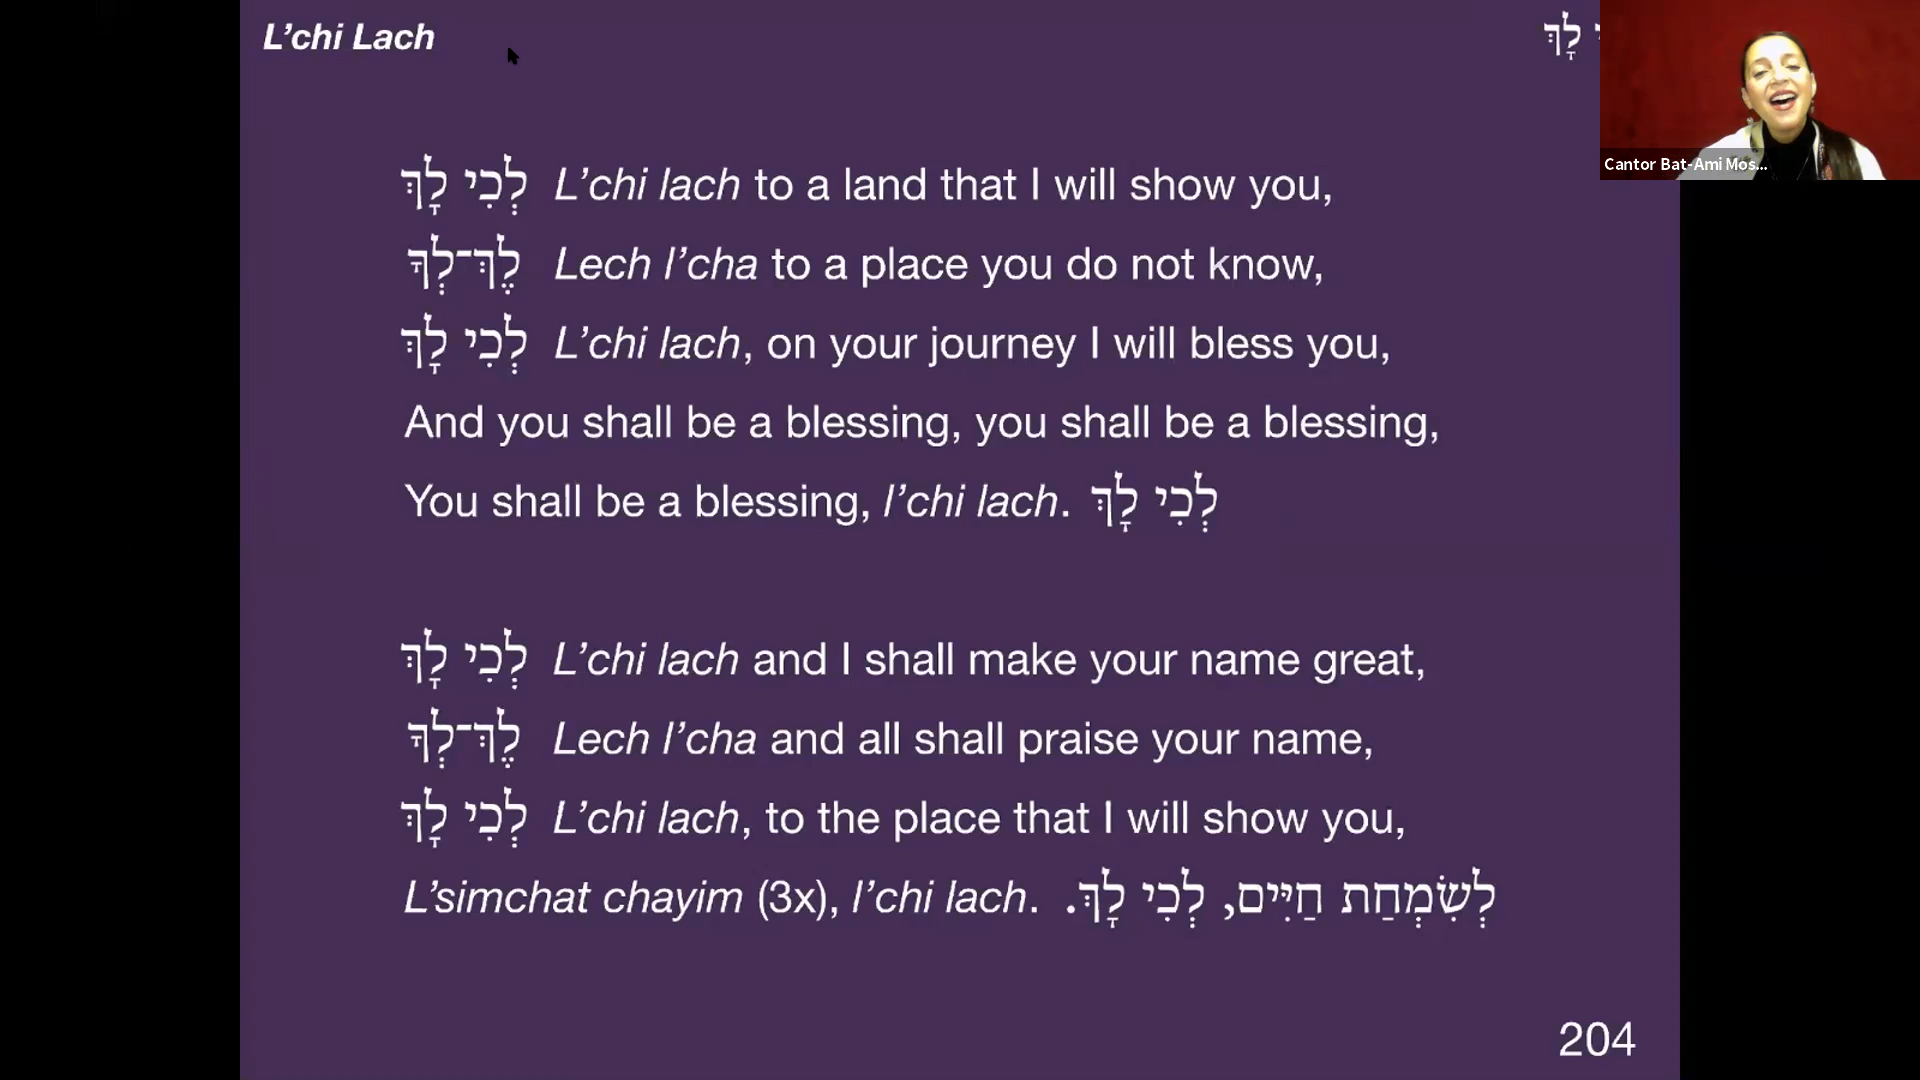 L’chi Lach לָךְ
Cantor Bat-Ami Mos...
לְכִי לָךְ L’chi lach to a land that I will show you,
לֶךְ־לְךָ Lech l’cha to a place you do not know,
לְכִי לָךְ L’chi lach, on your journey I will bless you,
And you shall be a blessing, you shall be a blessing,
You shall be a blessing, l’chi lach. לְכִי לָךְ
לְכִי לָךְ L’chi lach and I shall make your name great,
לֶךְ־לְךָ Lech l’cha and all shall praise your name,
לְכִי לָךְ L’chi lach, to the place that I will show you,
L’simchat chayim (3x), l’chi lach. לְשִׂמְחַת חַיִּים, לְכִי לָךְ.
204